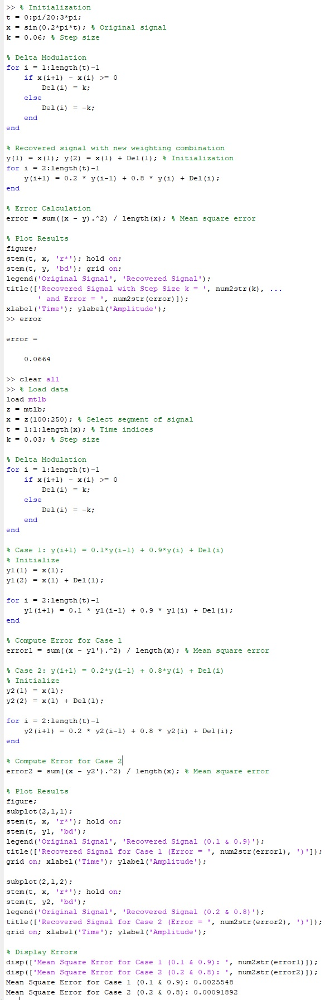 >> % Initialization
t = 0:pi/20:3*pi;
x = sin(0.2*pi*t); % Original signal
k = 0.06; % Step size

% Delta Modulation
for i = 1:length(t)-1
    if x(i+1) - x(i) >= 0
        Del(i) = k;
    else
        Del(i) = -k;
    end
end

% Recovered signal with new weighting combination
y(1) = x(1); y(2) = x(1) + Del(1); % Initialization
for i = 2:length(t)-1
    y(i+1) = 0.2 * y(i-1) + 0.8 * y(i) + Del(i);
end

% Error Calculation
error = sum((x - y).^2) / length(x); % Mean square error

% Plot Results
figure;
stem(t, x, 'r*'); hold on;
stem(t, y, 'bd'); grid on;
legend('Original Signal', 'Recovered Signal');
title(['Recovered Signal with Step Size k = ', num2str(k), ...
       ' and Error = ', num2str(error)]);
xlabel('Time'); ylabel('Amplitude');
>> error

error =

    0.0664

>> clear all
>> % Load data
load mtlb
z = mtlb;
x = z(100:250); % Select segment of signal
t = 1:1:length(x); % Time indices
k = 0.03; % Step size

% Delta Modulation
for i = 1:length(t)-1
    if x(i+1) - x(i) >= 0
        Del(i) = k;
    else
        Del(i) = -k;
    end
end

% Case 1: y(i+1) = 0.1*y(i-1) + 0.9*y(i) + Del(i)
% Initialize
y1(1) = x(1);
y1(2) = x(1) + Del(1);

for i = 2:length(t)-1
    y1(i+1) = 0.1 * y1(i-1) + 0.9 * y1(i) + Del(i);
end

% Compute Error for Case 1
error1 = sum((x - y1').^2) / length(x); % Mean square error

% Case 2: y(i+1) = 0.2*y(i-1) + 0.8*y(i) + Del(i)
% Initialize
y2(1) = x(1);
y2(2) = x(1) + Del(1);

for i = 2:length(t)-1
    y2(i+1) = 0.2 * y2(i-1) + 0.8 * y2(i) + Del(i);
end

% Compute Error for Case 2
error2 = sum((x - y2').^2) / length(x); % Mean square error

% Plot Results
figure;
subplot(2,1,1);
stem(t, x, 'r*'); hold on;
stem(t, y1, 'bd');
legend('Original Signal', 'Recovered Signal (0.1 & 0.9)');
title(['Recovered Signal for Case 1 (Error = ', num2str(error1), ')']);
grid on; xlabel('Time'); ylabel('Amplitude');

subplot(2,1,2);
stem(t, x, 'r*'); hold on;
stem(t, y2, 'bd');
legend('Original Signal', 'Recovered Signal (0.2 & 0.8)');
title(['Recovered Signal for Case 2 (Error = ', num2str(error2), ')']);
grid on; xlabel('Time'); ylabel('Amplitude');

% Display Errors
disp(['Mean Square Error for Case 1 (0.1 & 0.9): ', num2str(error1)]);
disp(['Mean Square Error for Case 2 (0.2 & 0.8): ', num2str(error2)]);
Mean Square Error for Case 1 (0.1 & 0.9): 0.0025548
Mean Square Error for Case 2 (0.2 & 0.8): 0.00091892